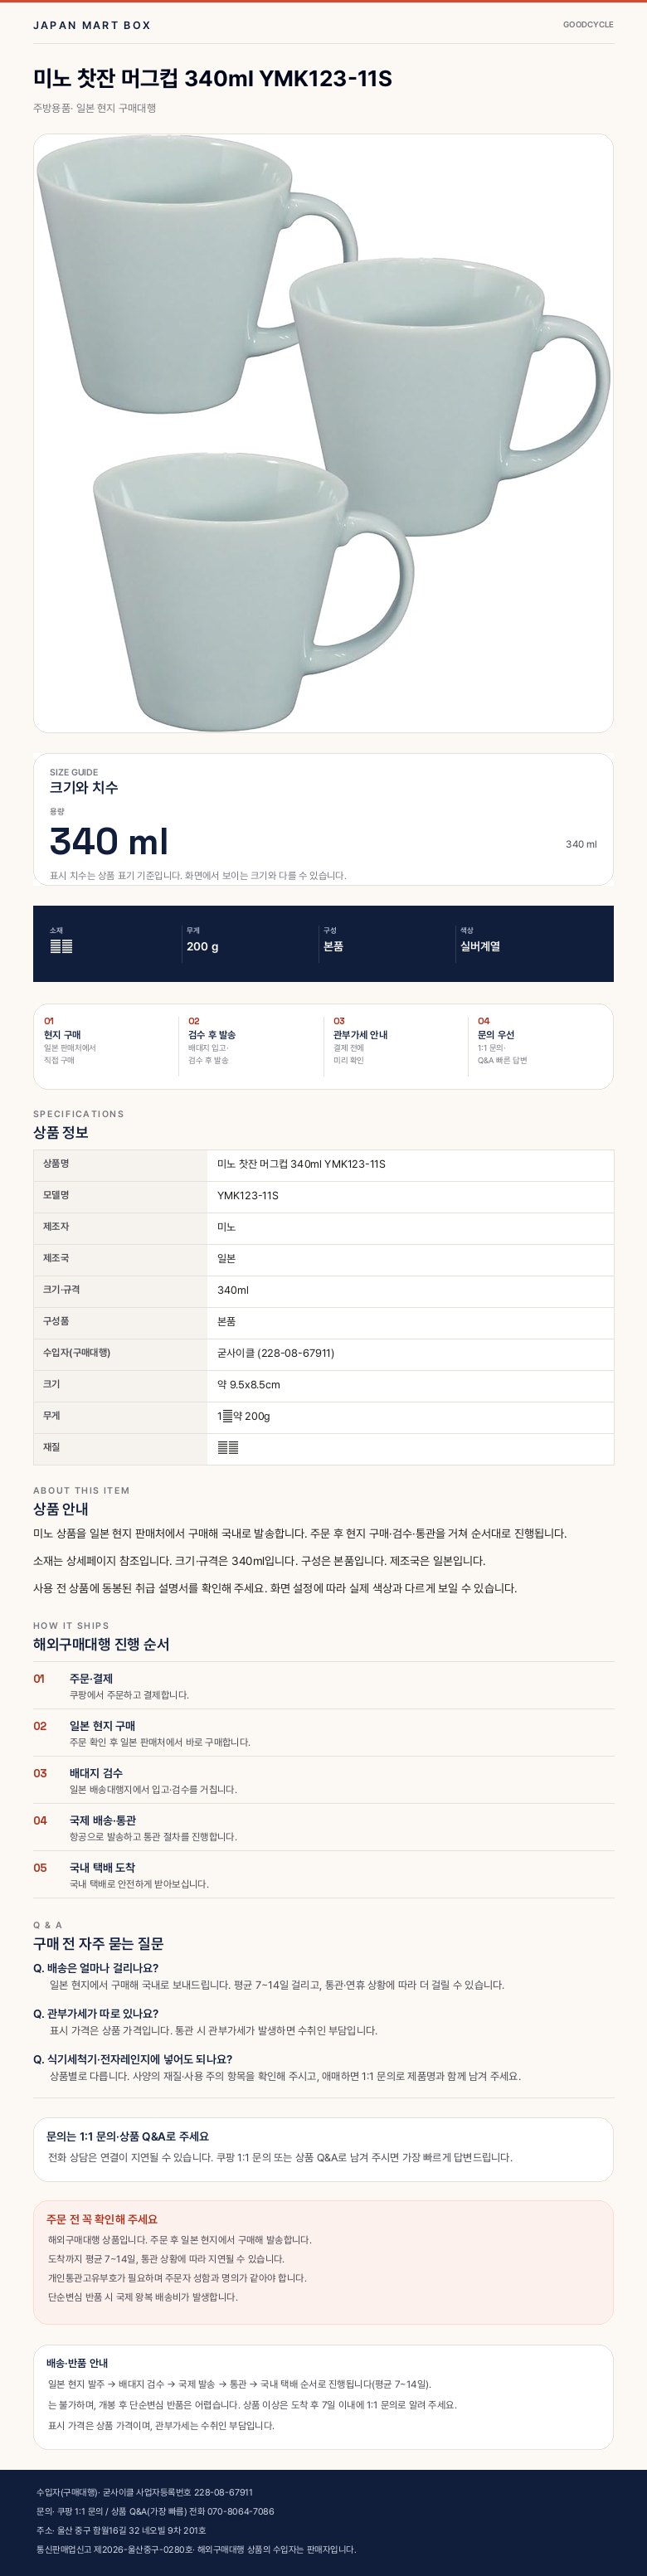 JAPAN MART BOX
GOODCYCLE
미노 찻잔 머그컵 340ml YMK123-11S
주방용품· 일본 현지 구매대행
SIZE GUIDE
크기와 치수
용량
340 ml
340 ml
표시 치수는 상품 표기 기준입니다. 화면에서 보이는 크기와 다를 수 있습니다.
소재
무게
200 g
구성
본품
색상
실버계열
01
현지 구매
일본 판매처에서
직접 구매
02
검수 후 발송
배대지 입고·
검수 후 발송
03
관부가세 안내
결제 전에
미리 확인
04
문의 우선
1:1 문의·
Q&A 빠른 답변
SPECIFICATIONS
상품 정보
상품명 미노 찻잔 머그컵 340ml YMK123-11S
모델명 YMK123-11S
제조자 미노
제조국 일본
크기·규격 340ml
구성품 본품
수입자(구매대행) 굳사이클 (228-08-67911)
크기 약 9.5x8.5cm
무게 1 약 200g
재질
ABOUT THIS ITEM
상품 안내
미노 상품을 일본 현지 판매처에서 구매해 국내로 발송합니다. 주문 후 현지 구매·검수·통관을 거쳐 순서대로 진행됩니다.
소재는 상세페이지 참조입니다. 크기·규격은 340ml입니다. 구성은 본품입니다. 제조국은 일본입니다.
사용 전 상품에 동봉된 취급 설명서를 확인해 주세요. 화면 설정에 따라 실제 색상과 다르게 보일 수 있습니다.
HOW IT SHIPS
해외구매대행 진행 순서
01 주문·결제
쿠팡에서 주문하고 결제합니다.
02 일본 현지 구매
주문 확인 후 일본 판매처에서 바로 구매합니다.
03 배대지 검수
일본 배송대행지에서 입고·검수를 거칩니다.
04 국제 배송·통관
항공으로 발송하고 통관 절차를 진행합니다.
05 국내 택배 도착
국내 택배로 안전하게 받아보십니다.
Q & A
구매 전 자주 묻는 질문
Q. 배송은 얼마나 걸리나요?
일본 현지에서 구매해 국내로 보내드립니다. 평균 7~14일 걸리고, 통관·연휴 상황에 따라 더 걸릴 수 있습니다.
Q. 관부가세가 따로 있나요?
표시 가격은 상품 가격입니다. 통관 시 관부가세가 발생하면 수취인 부담입니다.
Q. 식기세척기·전자레인지에 넣어도 되나요?
상품별로 다릅니다. 사양의 재질·사용 주의 항목을 확인해 주시고, 애매하면 1:1 문의로 제품명과 함께 남겨 주세요.
문의는 1:1 문의·상품 Q&A로 주세요
전화 상담은 연결이 지연될 수 있습니다. 쿠팡 1:1 문의 또는 상품 Q&A로 남겨 주시면 가장 빠르게 답변드립니다.
주문 전 꼭 확인해 주세요
해외구매대행 상품입니다. 주문 후 일본 현지에서 구매해 발송합니다.
도착까지 평균 7~14일, 통관 상황에 따라 지연될 수 있습니다.
개인통관고유부호가 필요하며 주문자 성함과 명의가 같아야 합니다.
단순변심 반품 시 국제 왕복 배송비가 발생합니다.
배송·반품 안내
일본 현지 발주 → 배대지 검수 → 국제 발송 → 통관 → 국내 택배 순서로 진행됩니다(평균 7~14일).
는 불가하며, 개봉 후 단순변심 반품은 어렵습니다. 상품 이상은 도착 후 7일 이내에 1:1 문의로 알려 주세요.
표시 가격은 상품 가격이며, 관부가세는 수취인 부담입니다.
수입자(구매대행)· 굳사이클 사업자등록번호 228-08-67911
문의· 쿠팡 1:1 문의 / 상품 Q&A(가장 빠름) 전화 070-8064-7086
주소· 울산 중구 함월16길 32 네오빌 9차 201호
통신판매업신고 제2026-울산중구-0280호· 해외구매대행 상품의 수입자는 판매자입니다.